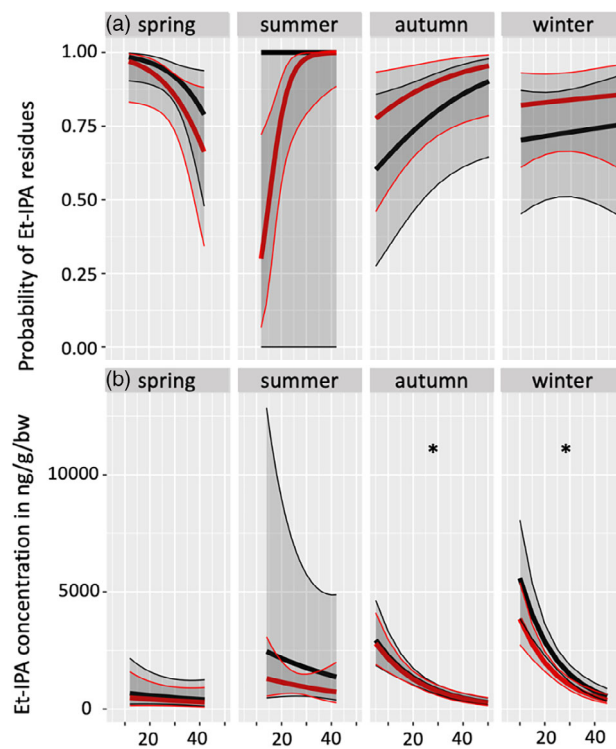 (a) spring summer autumn winter
Probability of Et-IPA residues
1.00
0.75
0.50
0.25
0.00
(b) spring summer autumn winter
Et-IPA concentration in ng/g/bw
10000
5000
0
* *
20 40 20 40 20 40 20 40